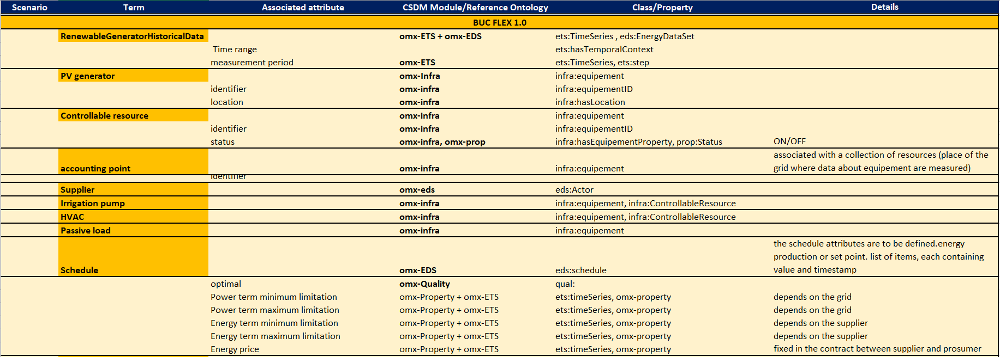 Scenario Term Associated attribute CSDM Module/Reference Ontology Class/Property Details
BUC FLEX 1.0
RenewableGeneratorHistoricalData omx-ETS + omx-EDS ets:TimeSeries , eds:EnergyDataSet
Time range ets:hasTemporalContext
measurement period omx-ETS ets:TimeSeries, ets:step
PV generator omx-Infra infra:equipement
identifier omx-infra infra:equipementID
location omx-infra infra:hasLocation
Controllable resource omx-infra infra:equipement
identifier omx-infra infra:equipementID
status omx-infra, omx-prop infra:hasEquipementProperty, prop:Status ON/OFF
associated with a collection of resources (place of the
accounting point omx-infra infra:equipement grid where data about equipement are measured)
identifier
Supplier omx-eds eds:Actor
Irrigation pump omx-infra infra:equipement, infra:ControllableResource
HVAC omx-infra infra:equipement, infra:ControllableResource
Passive load omx-infra infra:equipement
the schedule attributes are to be defined.energy
production or set point. list of items, each containing
Schedule omx-EDS eds:schedule value and timestamp
optimal omx-Quality qual:
Power term minimum limitation omx-Property + omx-ETS ets:timeSeries, omx-property depends on the grid
Power term maximum limitation omx-Property + omx-ETS ets:timeSeries, omx-property depends on the grid
Energy term minimum limitation omx-Property + omx-ETS ets:timeSeries, omx-property depends on the supplier
Energy term maximum limitation omx-Property + omx-ETS ets:timeSeries, omx-property depends on the supplier
Energy price omx-Property + omx-ETS ets:timeSeries, omx-property fixed in the contract between supplier and prosumer